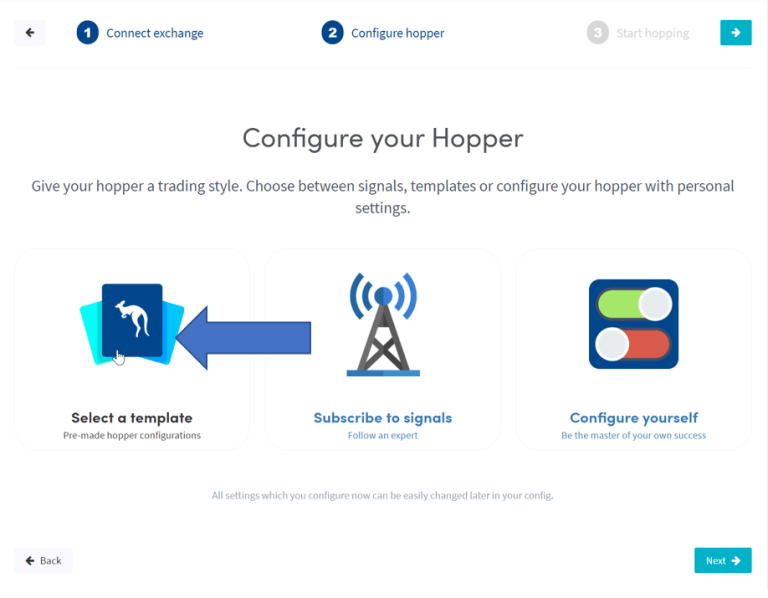 1 Connect exchange
2 Configure hopper
3 Start hopping
Configure your Hopper
Give your hopper a trading style. Choose between signals, templates or configure your hopper with personal
settings.
Select a template
Pre-made hopper configurations
Subscribe to signals
Follow an expert
Configure yourself
Be the master of your own success
All settings which you configure now can be easily changed later in your config.
Back
Next